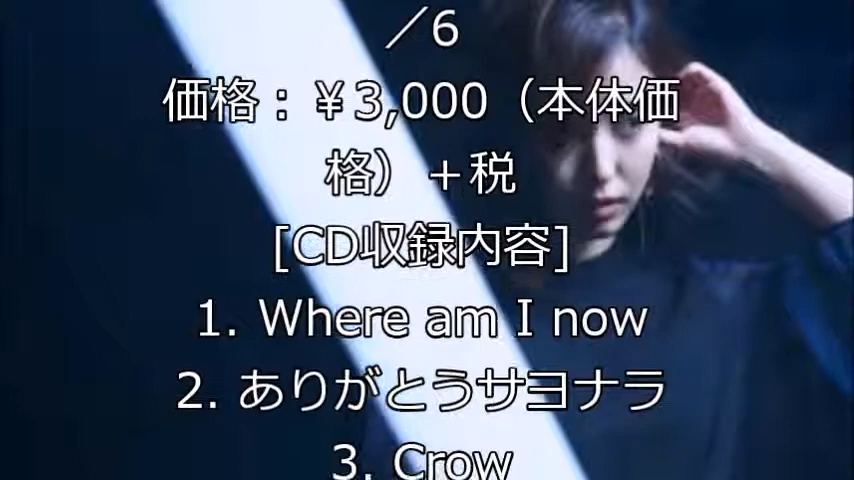 ／6
価格：￥3,000（本体価
格）＋税
[CD収録内容]
1. Where am I now
2. ありがとうサヨナラ
3. Crow